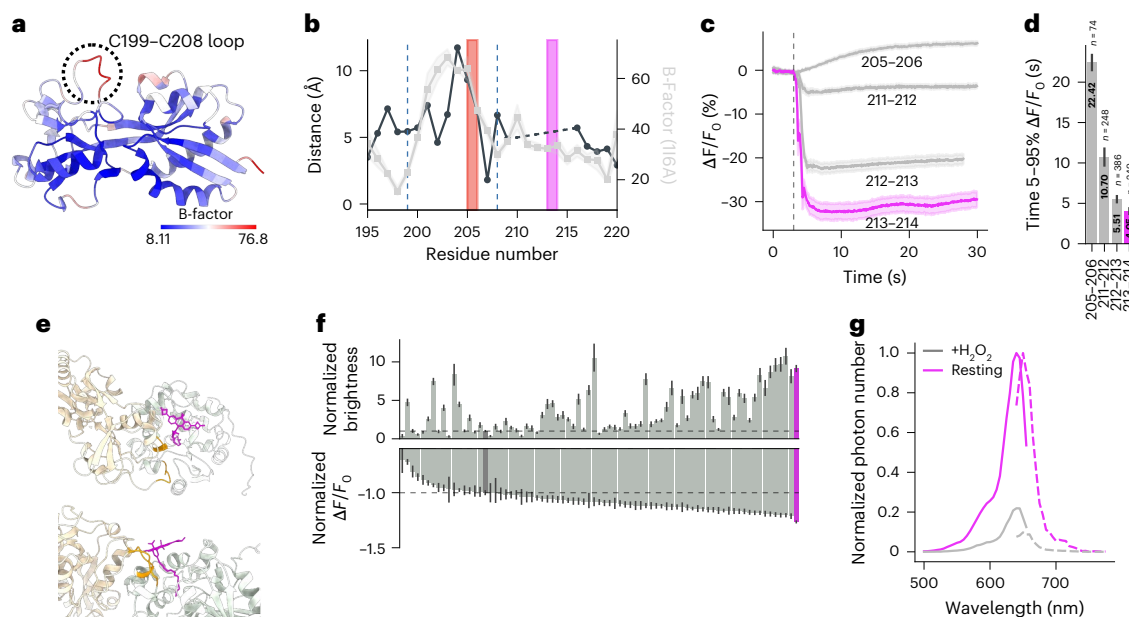 a
C199–C208 loop
B-factor
8.11
76.8
b
Distance (Å)
10
5
0
B-Factor (1I6A)
60
40
20
195
200
205
210
215
220
Residue number
c
ΔF/F0 (%)
0
−10
−20
−30
205–206
211–212
212–213
213–214
0
10
20
30
Time (s)
d
Time 5–95% ΔF/F0 (s)
20
15
10
5
0
n = 74
n = 248
n = 386
22.42
10.70
5.51
205–206
211–212
212–213
213–214
e
f
Normalized
brightness
10
5
Normalized
ΔF/F0
−1.0
−1.5
g
Normalized photon number
1.0
0.8
0.6
0.4
0.2
0
+H2O2
Resting
500
600
700
Wavelength (nm)